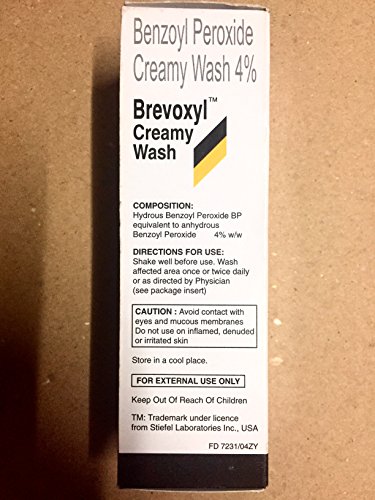 Benzoyl Peroxide
Creamy Wash 4%
Brevoxyl™
Creamy
Wash
COMPOSITION:
Hydrous Benzoyl Peroxide BP
equivalent to anhydrous
Benzoyl Peroxide 4% w/w
DIRECTIONS FOR USE:
Shake well before use. Wash
affected area once or twice daily
or as directed by Physician
(see package insert)
CAUTION : Avoid contact with
eyes and mucous membranes
Do not use on inflamed, denuded
or irritated skin
Store in a cool place.
FOR EXTERNAL USE ONLY
Keep Out Of Reach Of Children
TM: Trademark under licence
from Stiefel Laboratories Inc., USA
FD 7231/04ZY